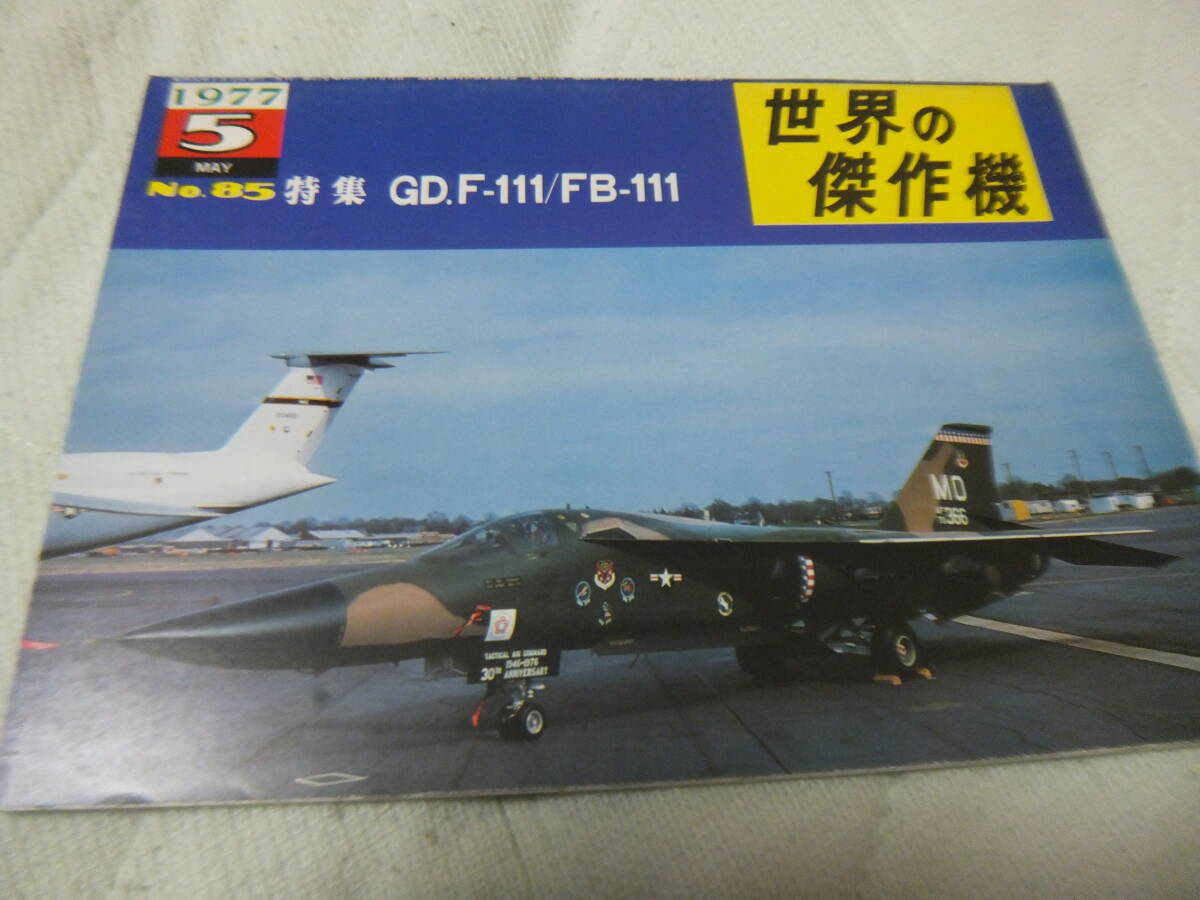 1977
5
MAY
No.85 特集 GD.F-111/FB-111
世界の
傑作機
MO
366
TACTICAL AIR COMMAND
1946-1976
30TH ANNIVERSARY